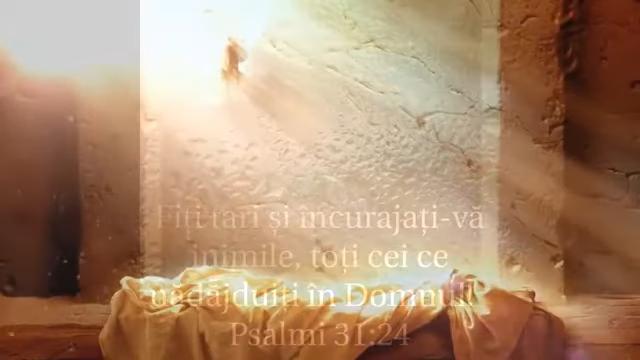 Fiți tari și încurajați-vă
inimile, toți cei ce
nădăjduiți în Domnul!
Psalmi 31:24